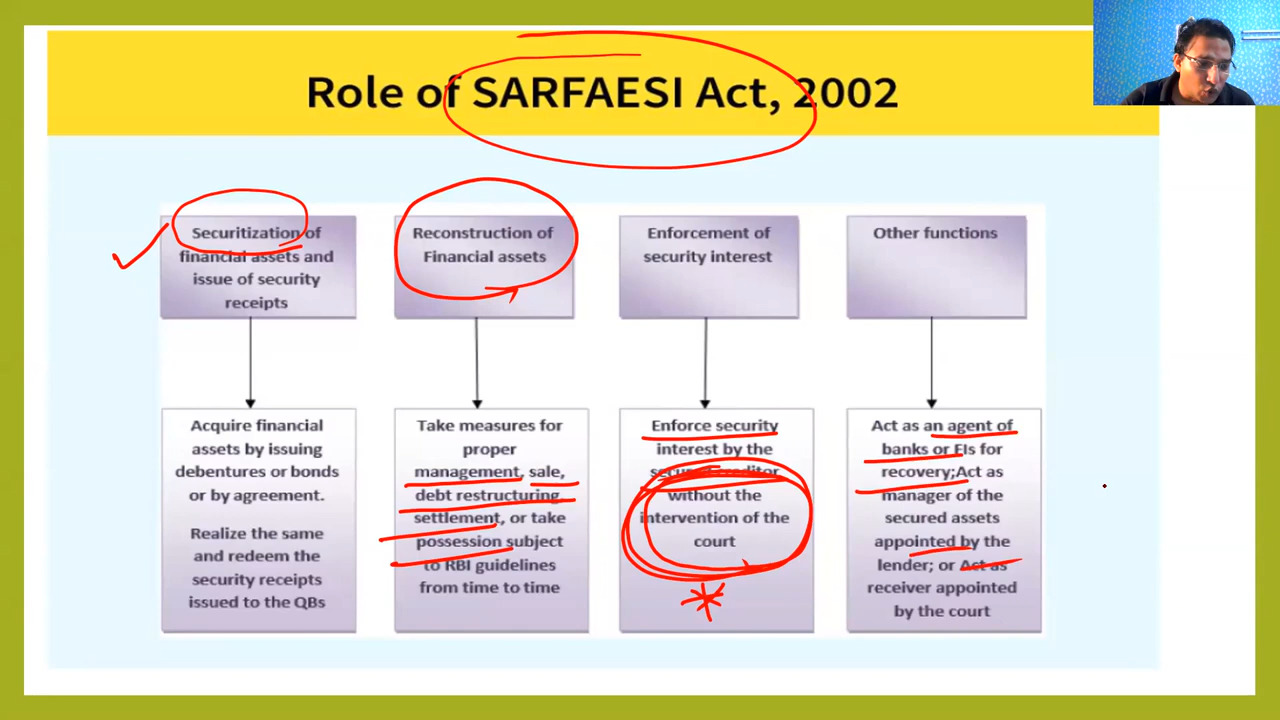 Role of SARFAESI Act, 2002
Securitization of
financial assets and
issue of security
receipts
Reconstruction of
Financial assets
Enforcement of
security interest
Other functions
Acquire financial
assets by issuing
debentures or bonds
or by agreement.
Realize the same
and redeem the
security receipts
issued to the QBs
Take measures for
proper
management, sale,
debt restructuring,
settlement, or take
possession subject
to RBI guidelines
from time to time
Enforce security
interest by the
secured creditor
without the
intervention of the
court
Act as an agent of
banks or FIs for
recovery;Act as
manager of the
secured assets
appointed by the
lender; or Act as
receiver appointed
by the court